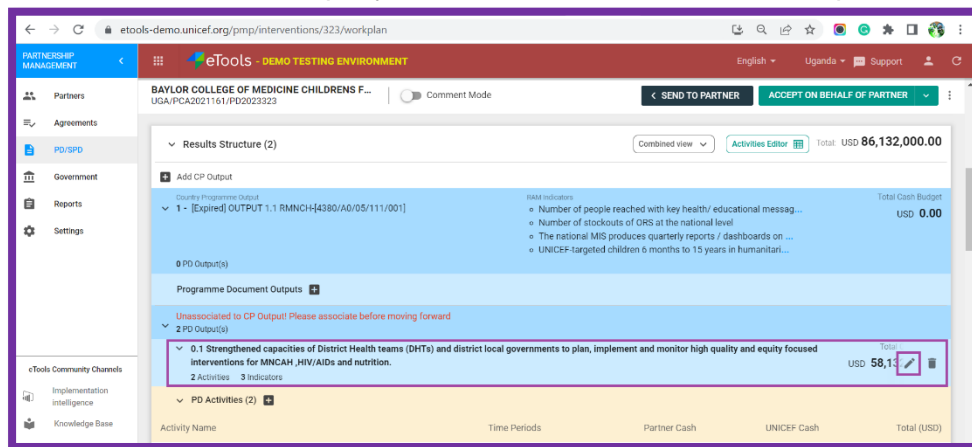 etools-demo.unicef.org/pmp/interventions/323/workplan
PARTNERSHIP
MANAGEMENT
eTools - DEMO TESTING ENVIRONMENT
English
Uganda
Support
Partners
Agreements
PD/SPD
Government
Reports
Settings
eTools Community Channels
Implementation
intelligence
Knowledge Base
BAYLOR COLLEGE OF MEDICINE CHILDRENS F...
UGA/PCA2021161/PD2023323
Comment Mode
< SEND TO PARTNER
ACCEPT ON BEHALF OF PARTNER
Results Structure (2)
Combined view
Activities Editor
Total: USD 86,132,000.00
Add CP Output
Country Programme Output
1 - [Expired] OUTPUT 1.1 RMNCH-[4380/A0/05/111/001]
RAM Indicators
Number of people reached with key health/ educational messag...
Number of stockouts of ORS at the national level
The national MIS produces quarterly reports / dashboards on ...
UNICEF-targeted children 6 months to 15 years in humanitari...
Total Cash Budget
USD 0.00
0 PD Output(s)
Programme Document Outputs
Unassociated to CP Output! Please associate before moving forward
2 PD Output(s)
0.1 Strengthened capacities of District Health teams (DHTs) and district local governments to plan, implement and monitor high quality and equity focused
interventions for MNCAH ,HIV/AIDs and nutrition.
2 Activities 3 Indicators
Total
USD 58,13
PD Activities (2)
Activity Name
Time Periods
Partner Cash
UNICEF Cash
Total (USD)